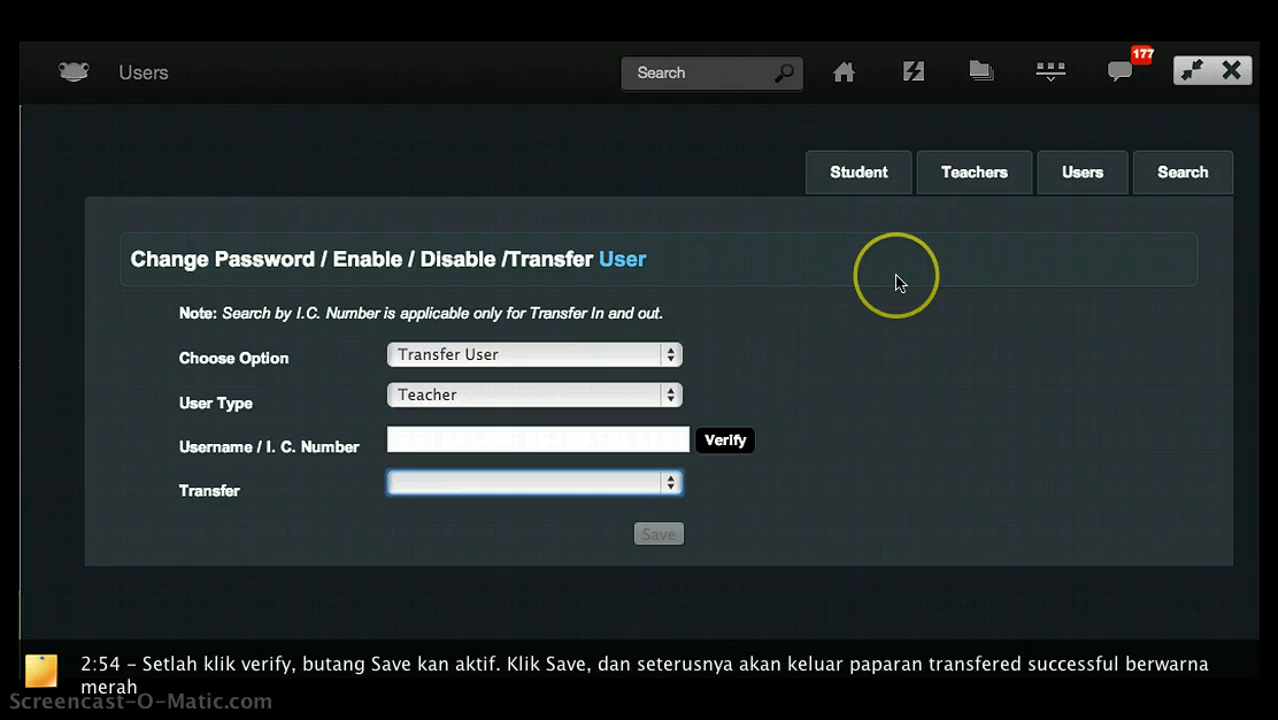 Users
Search
177
Student
Teachers
Users
Search
Change Password / Enable / Disable /Transfer User
Note: Search by I.C. Number is applicable only for Transfer In and out.
Choose Option
Transfer User
User Type
Teacher
Username / I. C. Number
Verify
Transfer
Save
2:54 – Setlah klik verify, butang Save kan aktif. Klik Save, dan seterusnya akan keluar paparan transfered successful berwarna
merah
Screencast-O-Matic.com